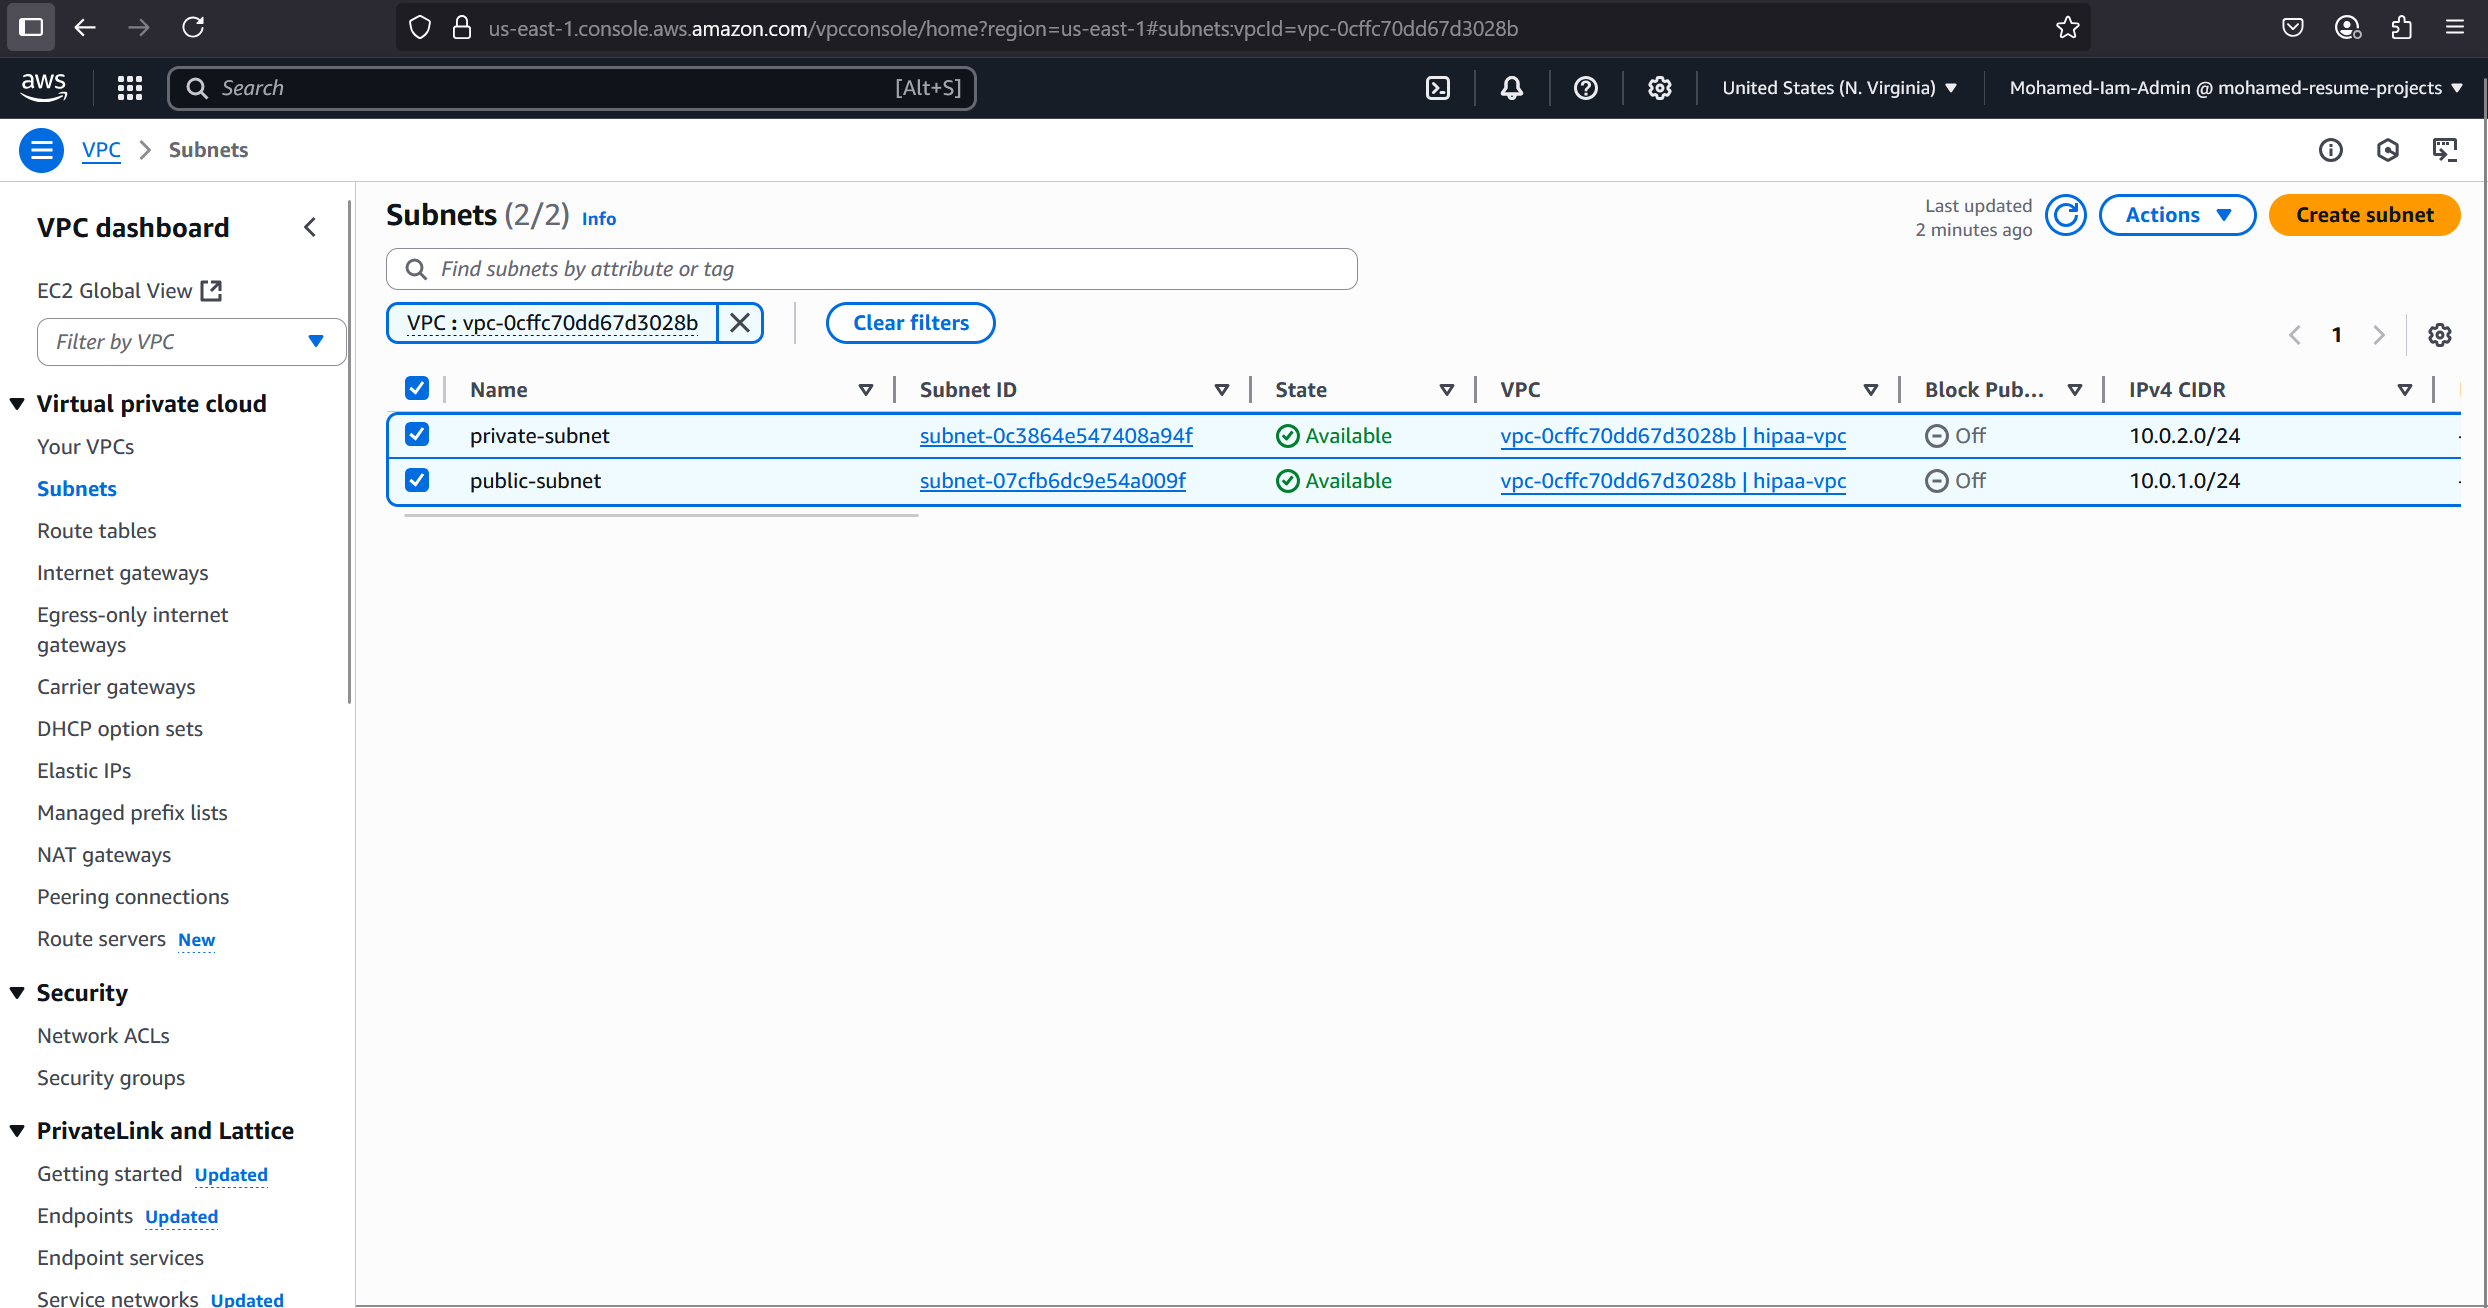 us-east-1.console.aws.amazon.com/vpcconsole/home?region=us-east-1#subnets:vpcId=vpc-0cffc70dd67d3028b
aws
Search [Alt+S]
United States (N. Virginia)
Mohamed-Iam-Admin @ mohamed-resume-projects
VPC
Subnets
VPC dashboard
EC2 Global View
Filter by VPC
Virtual private cloud
Your VPCs
Subnets
Route tables
Internet gateways
Egress-only internet
gateways
Carrier gateways
DHCP option sets
Elastic IPs
Managed prefix lists
NAT gateways
Peering connections
Route servers New
Security
Network ACLs
Security groups
PrivateLink and Lattice
Getting started Updated
Endpoints Updated
Endpoint services
Service networks Updated
Subnets (2/2) Info
Last updated
2 minutes ago
Actions
Create subnet
Find subnets by attribute or tag
VPC : vpc-0cffc70dd67d3028b
Clear filters
1
Name Subnet ID State VPC Block Pub... IPv4 CIDR
private-subnet subnet-0c3864e547408a94f Available vpc-0cffc70dd67d3028b | hipaa-vpc Off 10.0.2.0/24
public-subnet subnet-07cfb6dc9e54a009f Available vpc-0cffc70dd67d3028b | hipaa-vpc Off 10.0.1.0/24